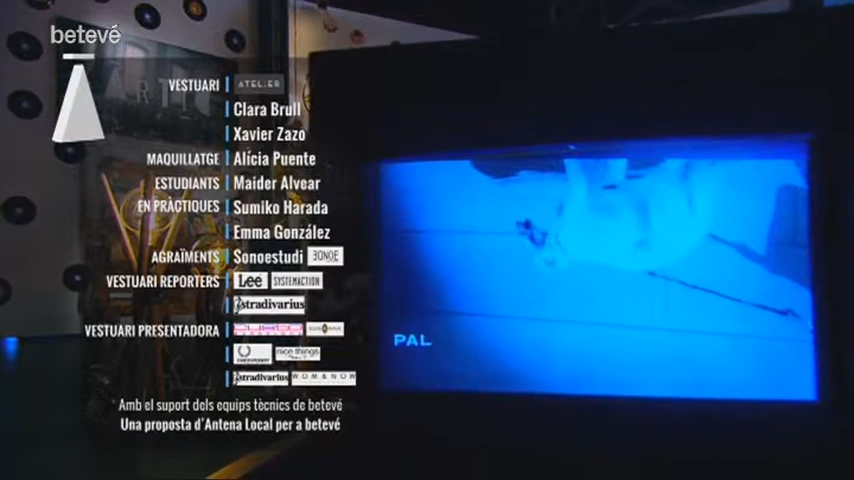 betevé
VESTUARI ATELIER
Clara Brull
Xavier Zazo
MAQUILLATGE Alícia Puente
ESTUDIANTS Maider Alvear
EN PRÀCTIQUES Sumiko Harada
Emma González
AGRAÏMENTS Sonoestudi
VESTUARI REPORTERS Lee SYSTEMACTION
stradivarius
VESTUARI PRESENTADORA
nice things
stradivarius WOMENOW
Amb el suport dels equips tècnics de betevé
Una proposta d'Antena Local per a betevé
PAL